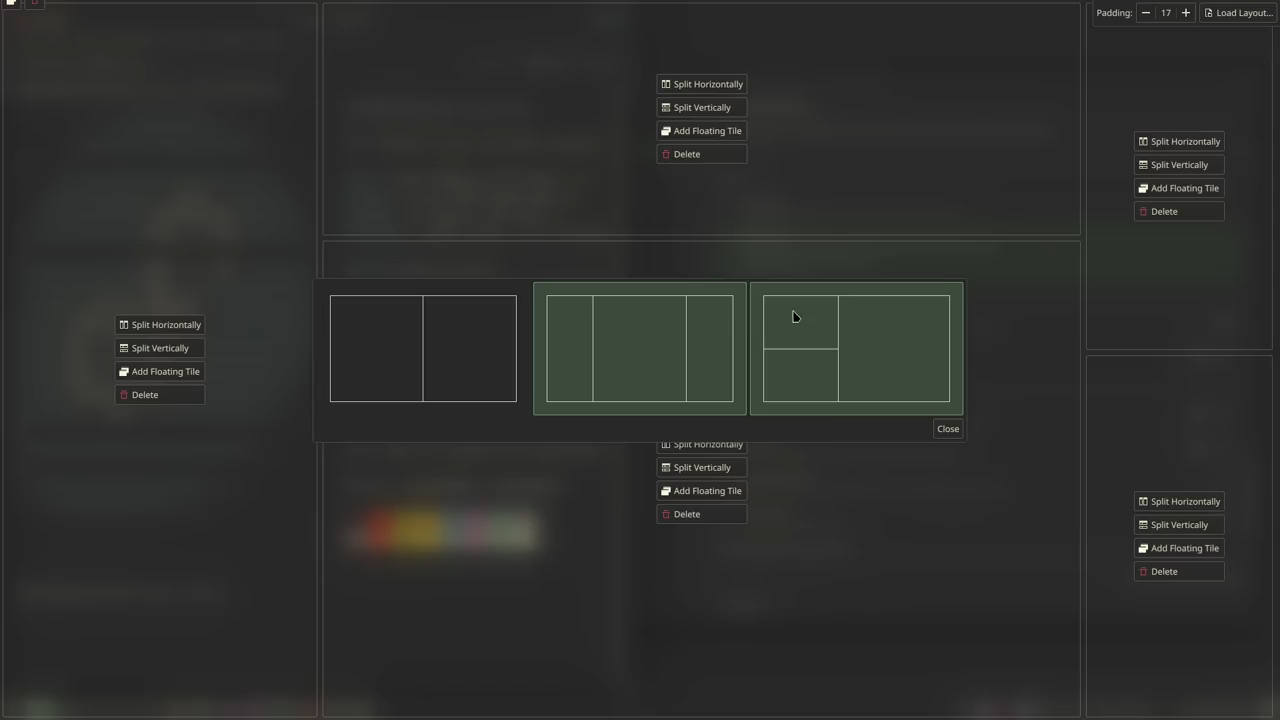 Padding: 17 Load Layout...
Split Horizontally
Split Vertically
Add Floating Tile
Delete
Split Horizontally
Split Vertically
Add Floating Tile
Delete
Split Horizontally
Split Vertically
Add Floating Tile
Delete
Close
Split Horizontally
Split Vertically
Add Floating Tile
Delete
Split Horizontally
Split Vertically
Add Floating Tile
Delete